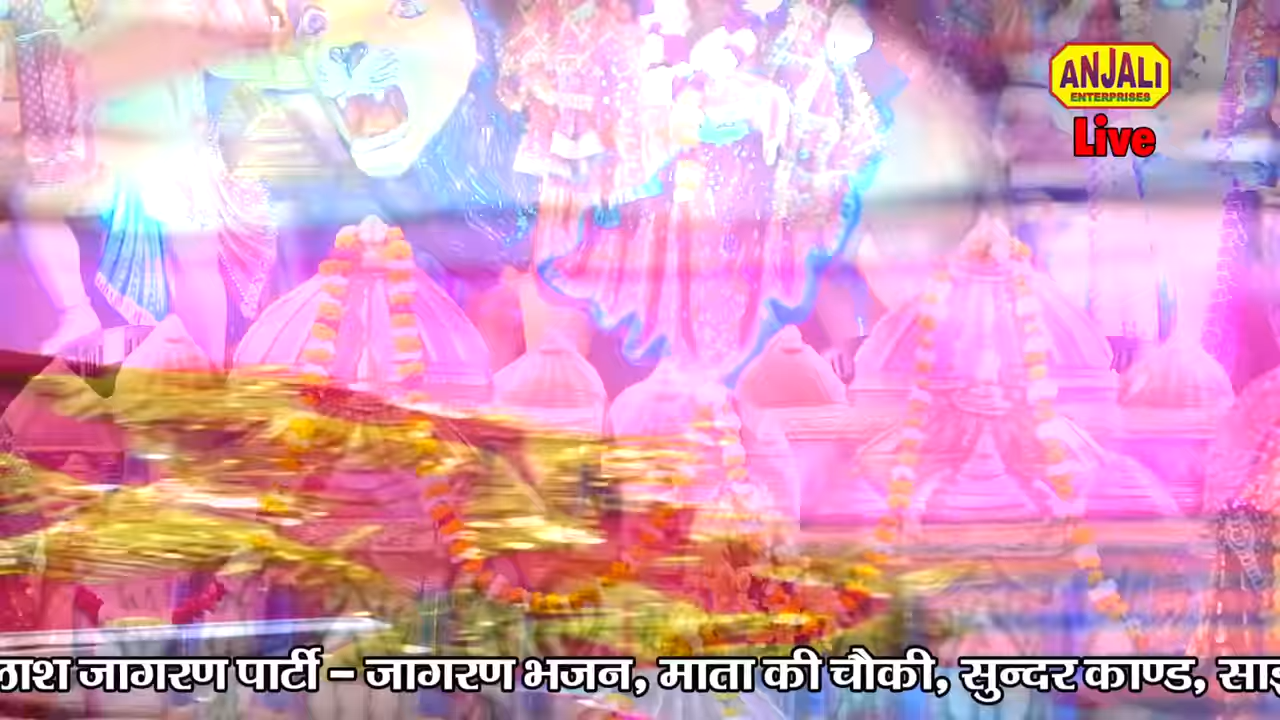 ANJALI
ENTERPRISES
Live
जागरण पार्टी - जागरण भजन, माता की चौकी, सुन्दर काण्ड,